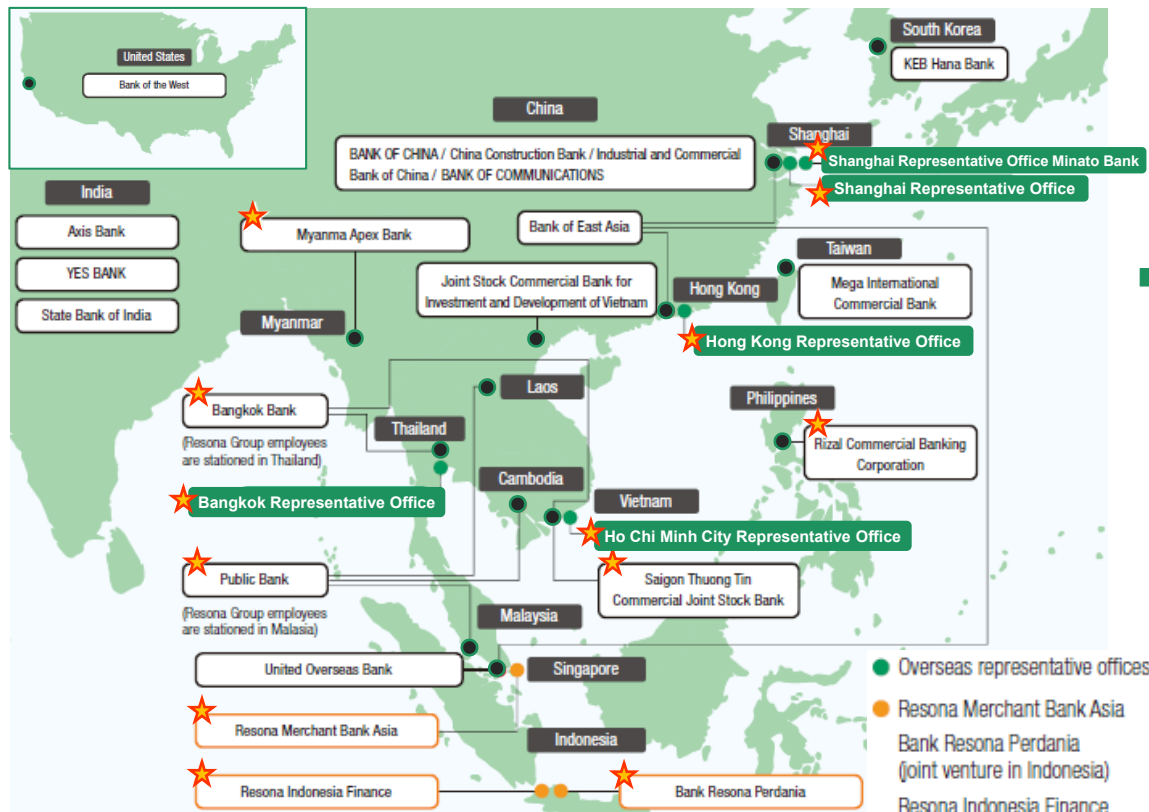 United States
Bank of the West
South Korea
KEB Hana Bank
China
BANK OF CHINA / China Construction Bank / Industrial and Commercial
Bank of China / BANK OF COMMUNICATIONS
Shanghai
Shanghai Representative Office Minato Bank
Shanghai Representative Office
India
Axis Bank
YES BANK
State Bank of India
Myanma Apex Bank
Bank of East Asia
Taiwan
Mega International
Commercial Bank
Joint Stock Commercial Bank for
Investment and Development of Vietnam
Hong Kong
Hong Kong Representative Office
Myanmar
Laos
Philippines
Rizal Commercial Banking
Corporation
Bangkok Bank
(Resona Group employees
are stationed in Thailand)
Thailand
Bangkok Representative Office
Cambodia
Vietnam
Ho Chi Minh City Representative Office
Public Bank
(Resona Group employees
are stationed in Malasia)
Saigon Thuong Tin
Commercial Joint Stock Bank
Malaysia
United Overseas Bank
Singapore
Resona Merchant Bank Asia
Indonesia
Resona Indonesia Finance
Bank Resona Perdania
Overseas representative offices
Resona Merchant Bank Asia
Bank Resona Perdania
(joint venture in Indonesia)
Resona Indonesia Finance